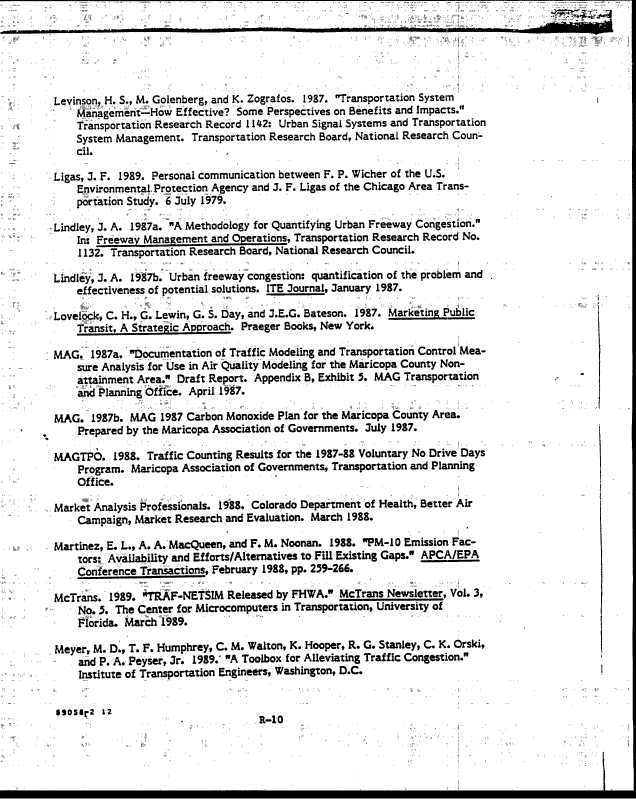 Levinson, H. S., M. Golenberg, and K. Zografos. 1987. "Transportation System
Management—How Effective? Some Perspectives on Benefits and Impacts."
Transportation Research Record 1142: Urban Signal Systems and Transportation
System Management. Transportation Research Board, National Research Coun-
cil.
Ligas, J. F. 1989. Personal communication between F. P. Wicher of the U.S.
Environmental Protection Agency and J. F. Ligas of the Chicago Area Trans-
portation Study. 6 July 1979.
Lindley, J. A. 1987a. "A Methodology for Quantifying Urban Freeway Congestion."
In: Freeway Management and Operations, Transportation Research Record No.
1132. Transportation Research Board, National Research Council.
Lindley, J. A. 1987b. Urban freeway congestion: quantification of the problem and
effectiveness of potential solutions. ITE Journal, January 1987.
Lovelock, C. H., G. Lewin, G. S. Day, and J.E.G. Bateson. 1987. Marketing Public
Transit, A Strategic Approach. Praeger Books, New York.
MAG. 1987a. "Documentation of Traffic Modeling and Transportation Control Mea-
sure Analysis for Use in Air Quality Modeling for the Maricopa County Non-
attainment Area." Draft Report. Appendix B, Exhibit 5. MAG Transportation
and Planning Office. April 1987.
MAG. 1987b. MAG 1987 Carbon Monoxide Plan for the Maricopa County Area.
Prepared by the Maricopa Association of Governments. July 1987.
MAGTPO. 1988. Traffic Counting Results for the 1987-88 Voluntary No Drive Days
Program. Maricopa Association of Governments, Transportation and Planning
Office.
Market Analysis Professionals. 1988. Colorado Department of Health, Better Air
Campaign, Market Research and Evaluation. March 1988.
Martinez, E. L., A. A. MacQueen, and F. M. Noonan. 1988. "PM-10 Emission Fac-
tors: Availability and Efforts/Alternatives to Fill Existing Gaps." APCA/EPA
Conference Transactions, February 1988, pp. 259-266.
McTrans. 1989. "TRAF-NETSIM Released by FHWA." McTrans Newsletter, Vol. 3,
No. 5. The Center for Microcomputers in Transportation, University of
Florida. March 1989.
Meyer, M. D., T. F. Humphrey, C. M. Walton, K. Hooper, R. G. Stanley, C. K. Orski,
and P. A. Peyser, Jr. 1989. "A Toolbox for Alleviating Traffic Congestion."
Institute of Transportation Engineers, Washington, D.C.
89058r2 12
R-10